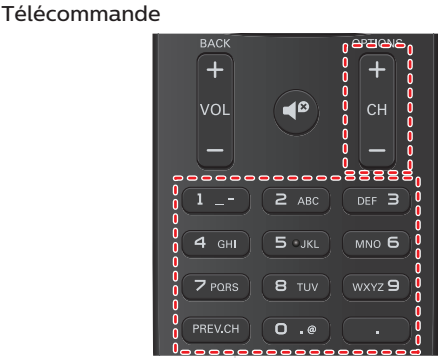 Télécommande
BACK OPTIONS
+ +
VOL CH
– –
1 _- 2 ABC DEF 3
4 GHI 5 JKL MNO 6
7 PQRS 8 TUV WXYZ 9
PREV.CH 0 .@ .